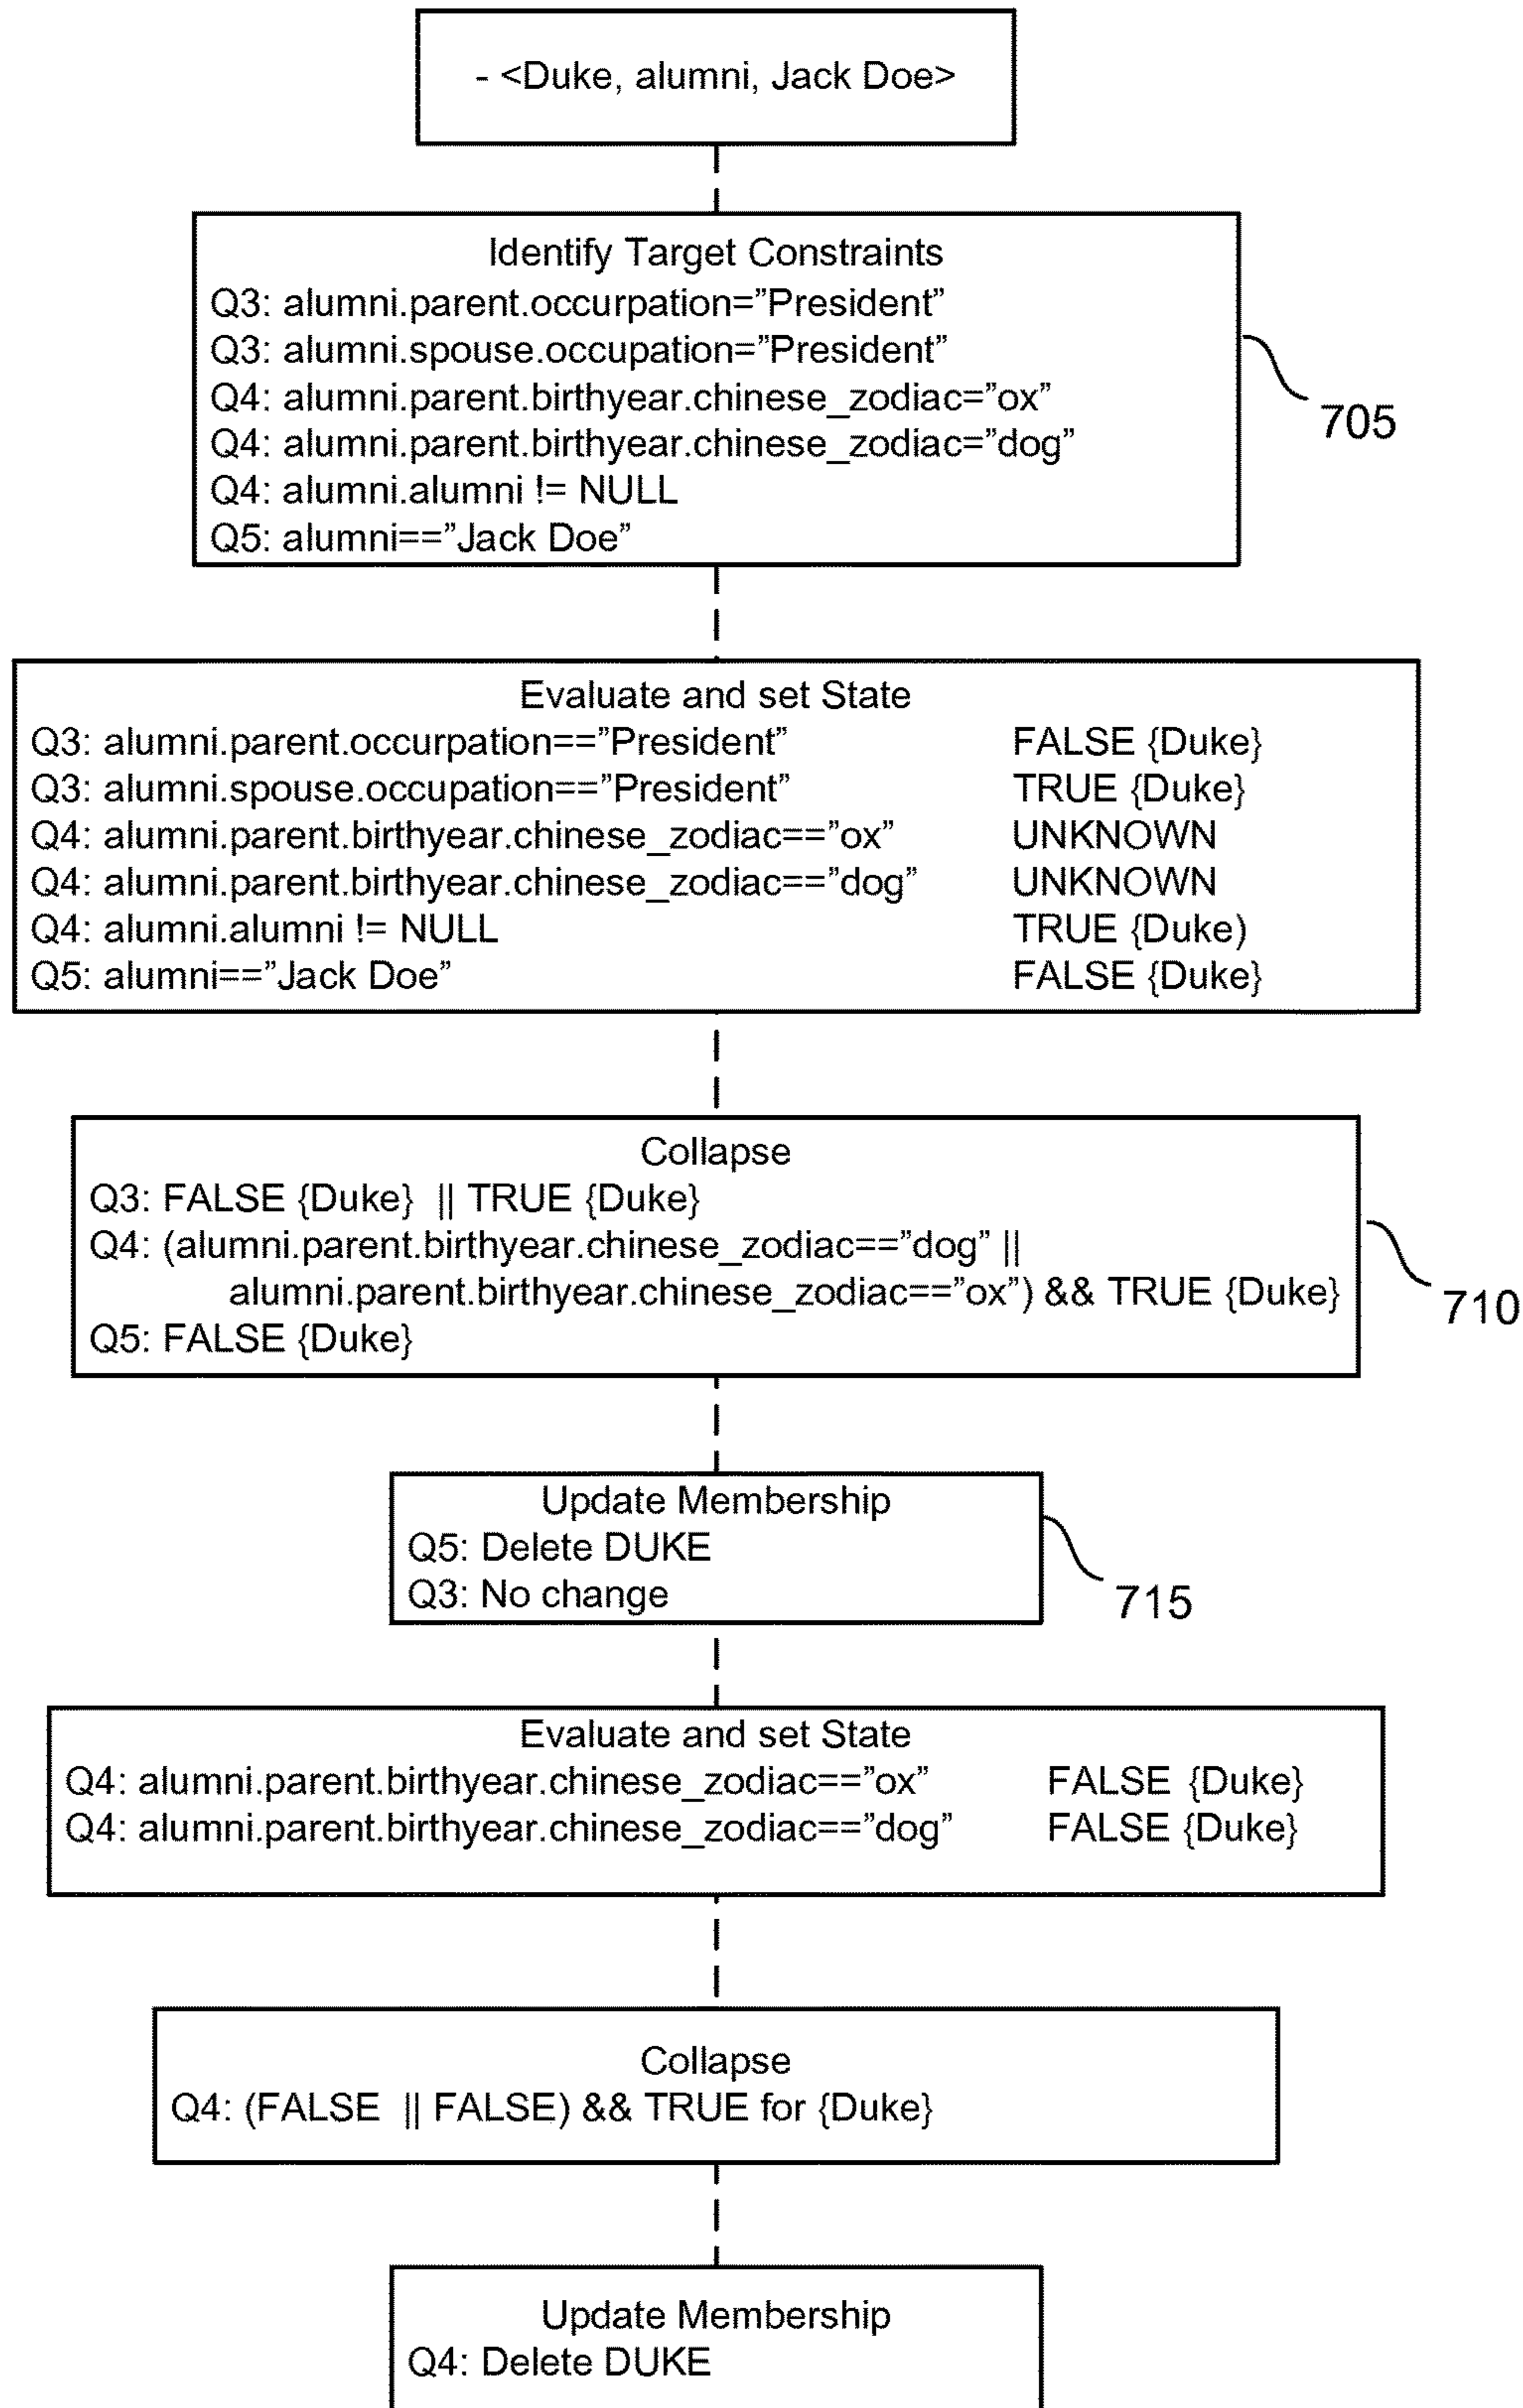 - <Duke, alumni, Jack Doe>
Identify Target Constraints
Q3: alumni.parent.occurpation=”President”
Q3: alumni.spouse.occupation=”President”
Q4: alumni.parent.birthyear.chinese_zodiac=”ox”
Q4: alumni.parent.birthyear.chinese_zodiac=”dog”
Q4: alumni.alumni != NULL
Q5: alumni==”Jack Doe”
705
Evaluate and set State
Q3: alumni.parent.occurpation==”President” FALSE {Duke}
Q3: alumni.spouse.occupation==”President” TRUE {Duke}
Q4: alumni.parent.birthyear.chinese_zodiac==”ox” UNKNOWN
Q4: alumni.parent.birthyear.chinese_zodiac==”dog” UNKNOWN
Q4: alumni.alumni != NULL TRUE {Duke)
Q5: alumni==”Jack Doe” FALSE {Duke}
Collapse
Q3: FALSE {Duke} || TRUE {Duke}
Q4: (alumni.parent.birthyear.chinese_zodiac==”dog” ||
alumni.parent.birthyear.chinese_zodiac==”ox”) && TRUE {Duke}
Q5: FALSE {Duke}
710
Update Membership
Q5: Delete DUKE
Q3: No change
715
Evaluate and set State
Q4: alumni.parent.birthyear.chinese_zodiac==”ox” FALSE {Duke}
Q4: alumni.parent.birthyear.chinese_zodiac==”dog” FALSE {Duke}
Collapse
Q4: (FALSE || FALSE) && TRUE for {Duke}
Update Membership
Q4: Delete DUKE